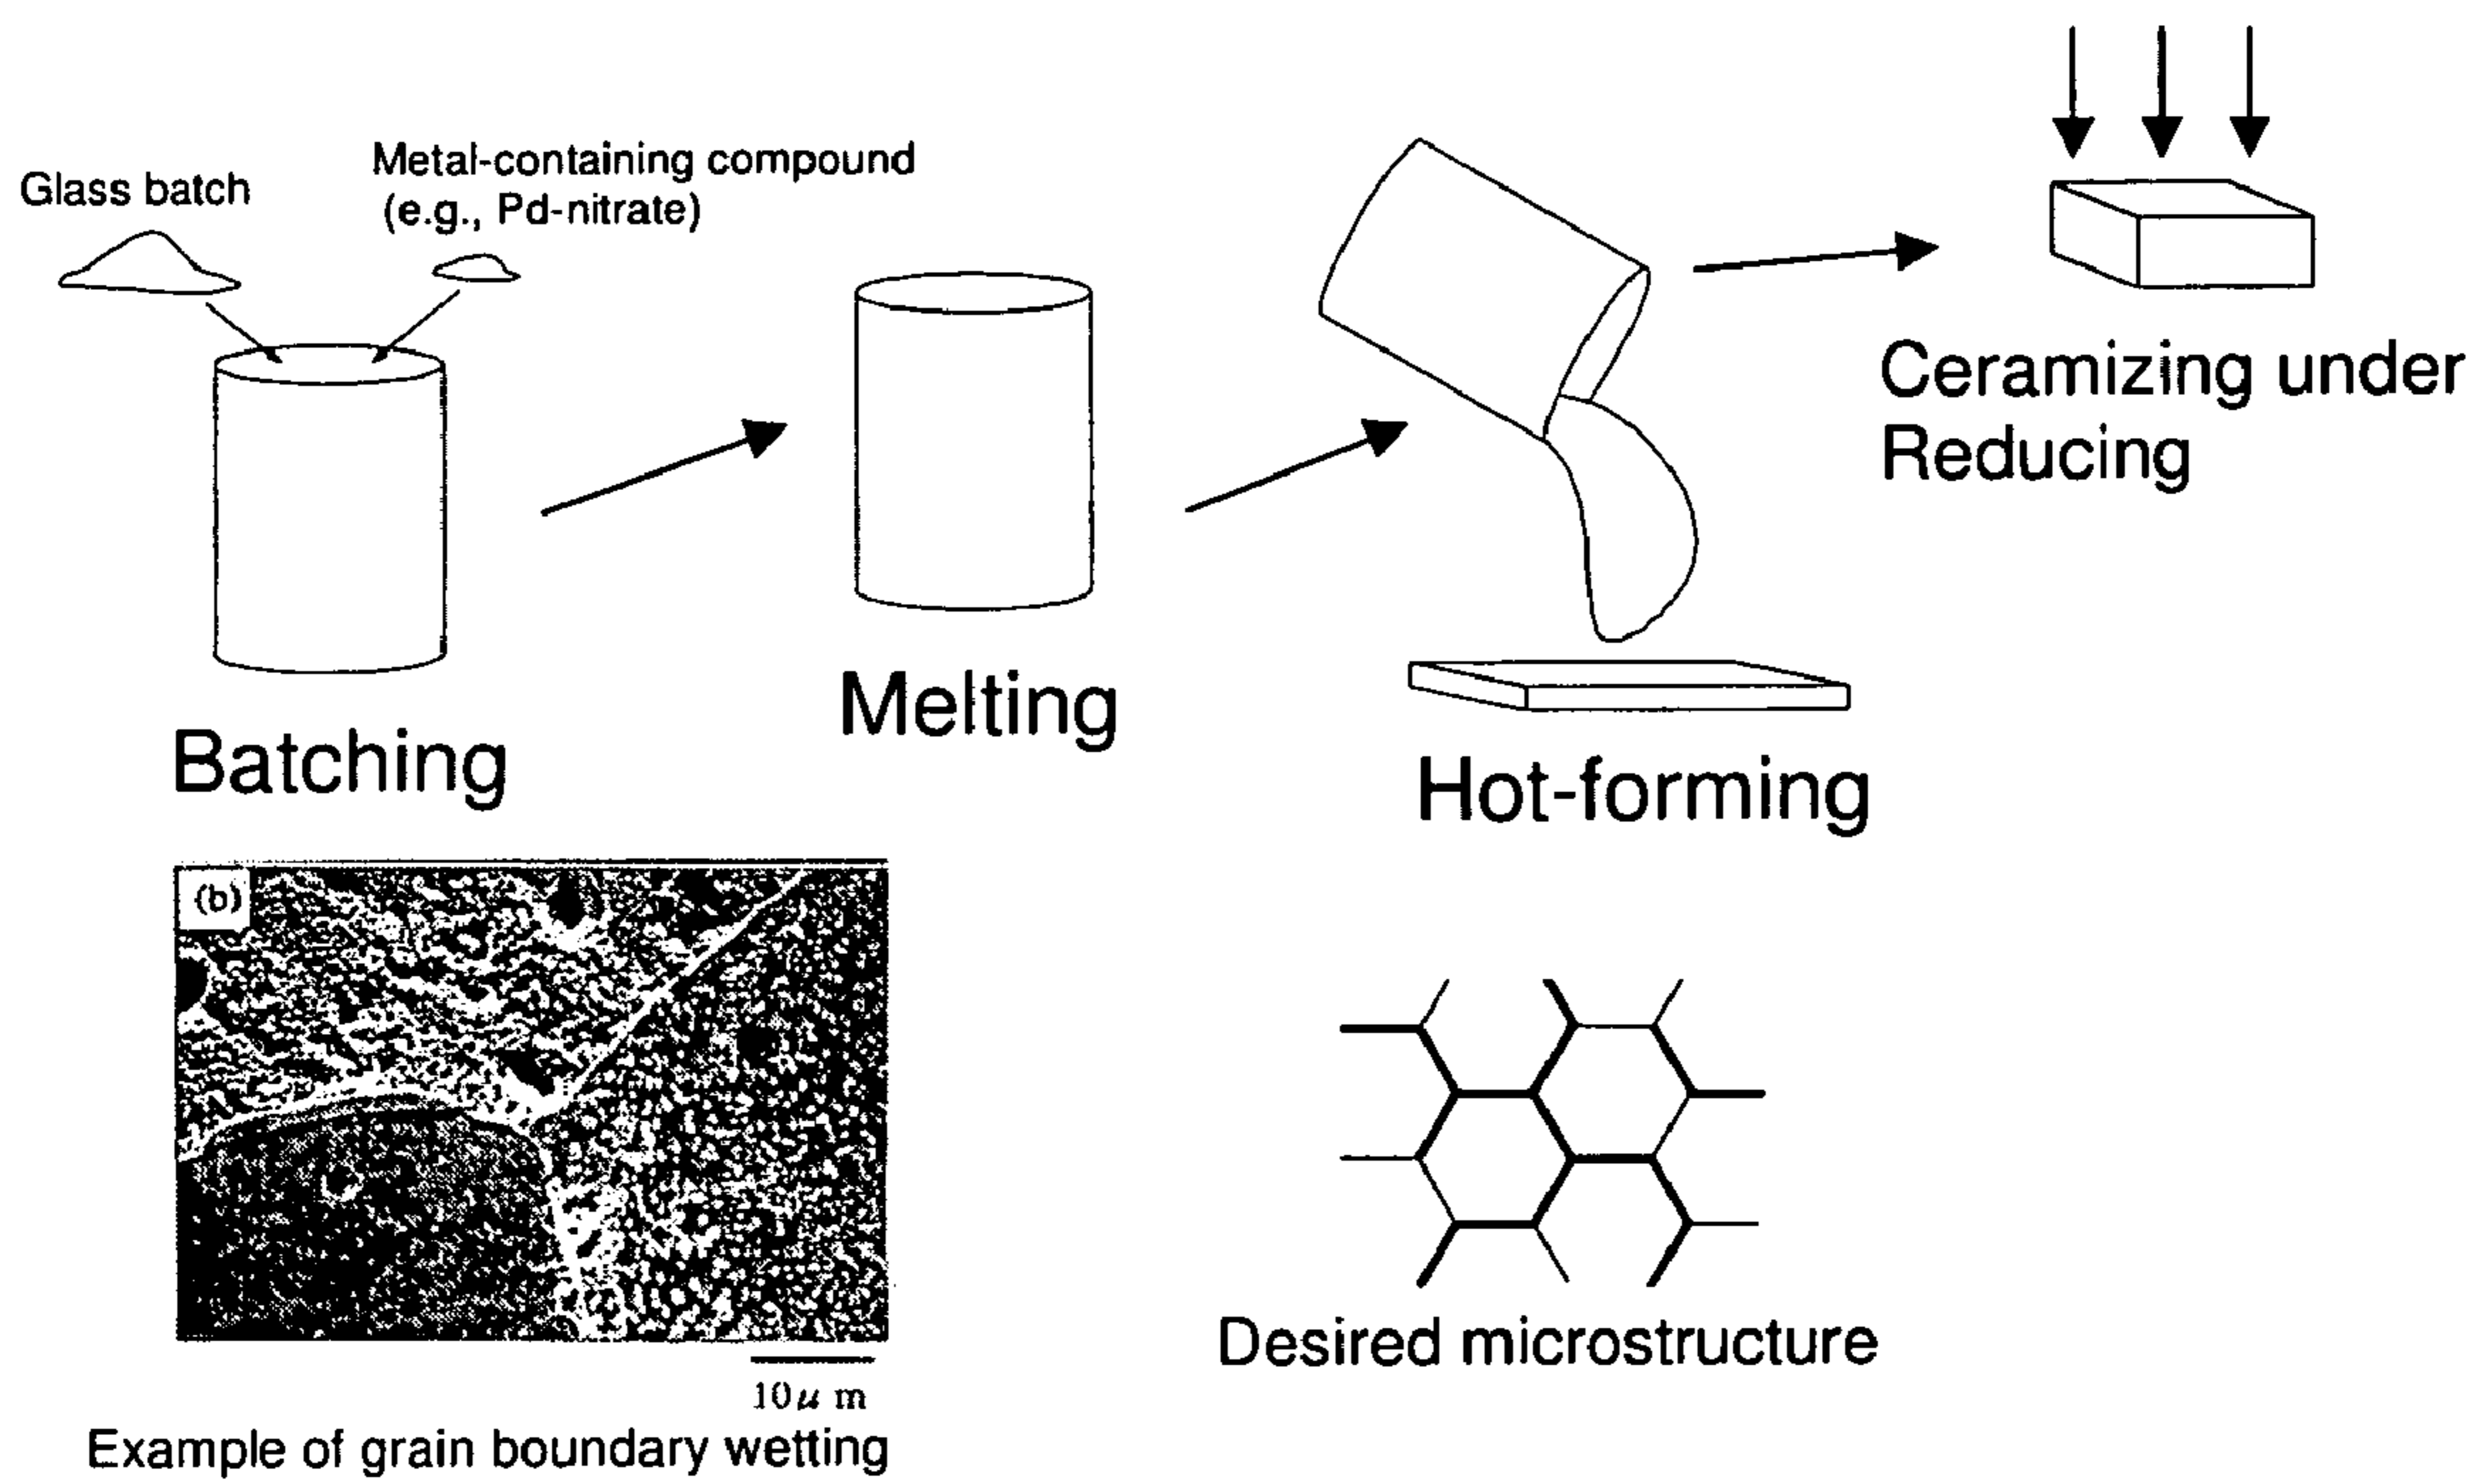 Glass batch
Metal-containing compound
(e.g., Pd-nitrate)
Batching
Melting
Hot-forming
Ceramizing under
Reducing
(b)
10μ m
Example of grain boundary wetting
Desired microstructure